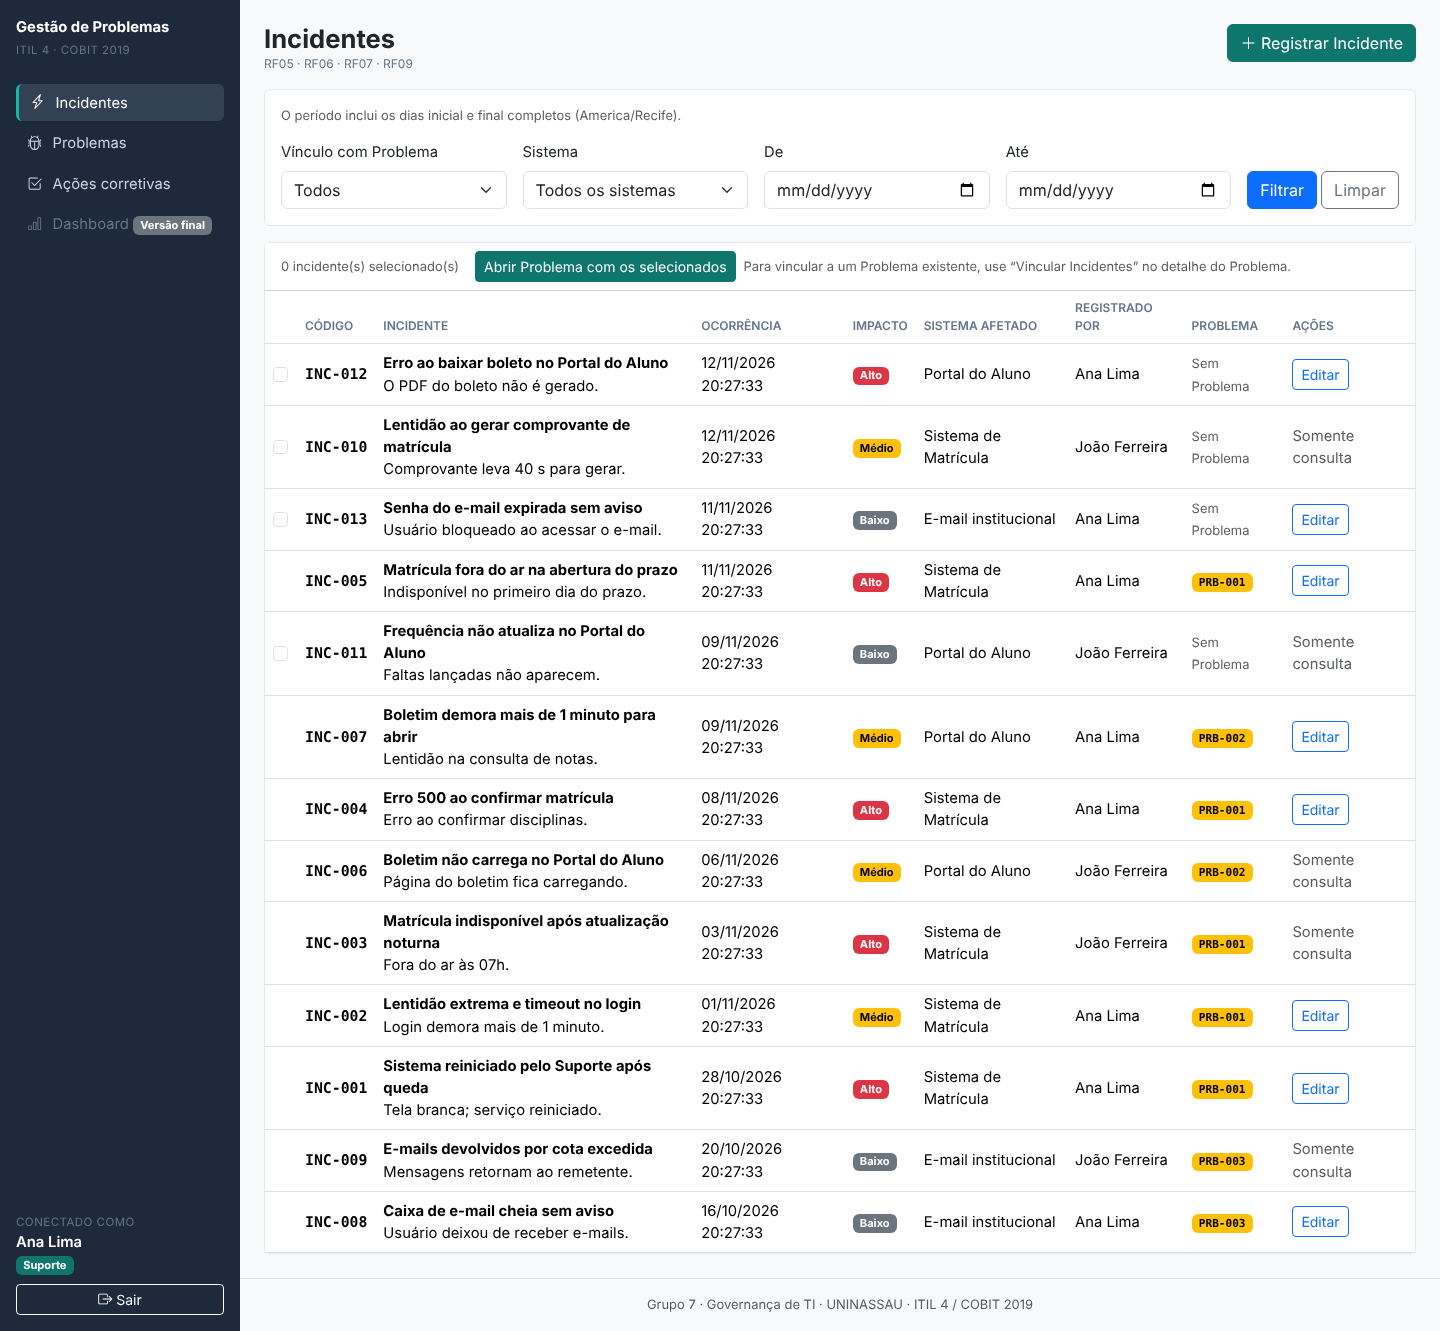 Gestão de Problemas
ITIL 4 · COBIT 2019
Incidentes
Problemas
Ações corretivas
Dashboard Versão final
CONECTADO COMO
Ana Lima
Suporte
Sair
Incidentes
RF05 · RF06 · RF07 · RF09
Registrar Incidente
O período inclui os dias inicial e final completos (America/Recife).
Vínculo com Problema Sistema De Até
Todos Todos os sistemas mm/dd/yyyy mm/dd/yyyy Filtrar Limpar
0 incidente(s) selecionado(s) Abrir Problema com os selecionados Para vincular a um Problema existente, use “Vincular Incidentes” no detalhe do Problema.
CÓDIGO INCIDENTE OCORRÊNCIA IMPACTO SISTEMA AFETADO REGISTRADO POR PROBLEMA AÇÕES
INC-012 Erro ao baixar boleto no Portal do Aluno O PDF do boleto não é gerado. 12/11/2026 20:27:33 Alto Portal do Aluno Ana Lima Sem Problema Editar
INC-010 Lentidão ao gerar comprovante de matrícula Comprovante leva 40 s para gerar. 12/11/2026 20:27:33 Médio Sistema de Matrícula João Ferreira Sem Problema Somente consulta
INC-013 Senha do e-mail expirada sem aviso Usuário bloqueado ao acessar o e-mail. 11/11/2026 20:27:33 Baixo E-mail institucional Ana Lima Sem Problema Editar
INC-005 Matrícula fora do ar na abertura do prazo Indisponível no primeiro dia do prazo. 11/11/2026 20:27:33 Alto Sistema de Matrícula Ana Lima PRB-001 Editar
INC-011 Frequência não atualiza no Portal do Aluno Faltas lançadas não aparecem. 09/11/2026 20:27:33 Baixo Portal do Aluno João Ferreira Sem Problema Somente consulta
INC-007 Boletim demora mais de 1 minuto para abrir Lentidão na consulta de notas. 09/11/2026 20:27:33 Médio Portal do Aluno Ana Lima PRB-002 Editar
INC-004 Erro 500 ao confirmar matrícula Erro ao confirmar disciplinas. 08/11/2026 20:27:33 Alto Sistema de Matrícula Ana Lima PRB-001 Editar
INC-006 Boletim não carrega no Portal do Aluno Página do boletim fica carregando. 06/11/2026 20:27:33 Médio Portal do Aluno João Ferreira PRB-002 Somente consulta
INC-003 Matrícula indisponível após atualização noturna Fora do ar às 07h. 03/11/2026 20:27:33 Alto Sistema de Matrícula João Ferreira PRB-001 Somente consulta
INC-002 Lentidão extrema e timeout no login Login demora mais de 1 minuto. 01/11/2026 20:27:33 Médio Sistema de Matrícula Ana Lima PRB-001 Editar
INC-001 Sistema reiniciado pelo Suporte após queda Tela branca; serviço reiniciado. 28/10/2026 20:27:33 Alto Sistema de Matrícula Ana Lima PRB-001 Editar
INC-009 E-mails devolvidos por cota excedida Mensagens retornam ao remetente. 20/10/2026 20:27:33 Baixo E-mail institucional João Ferreira PRB-003 Somente consulta
INC-008 Caixa de e-mail cheia sem aviso Usuário deixou de receber e-mails. 16/10/2026 20:27:33 Baixo E-mail institucional Ana Lima PRB-003 Editar
Grupo 7 · Governança de TI · UNINASSAU · ITIL 4 / COBIT 2019